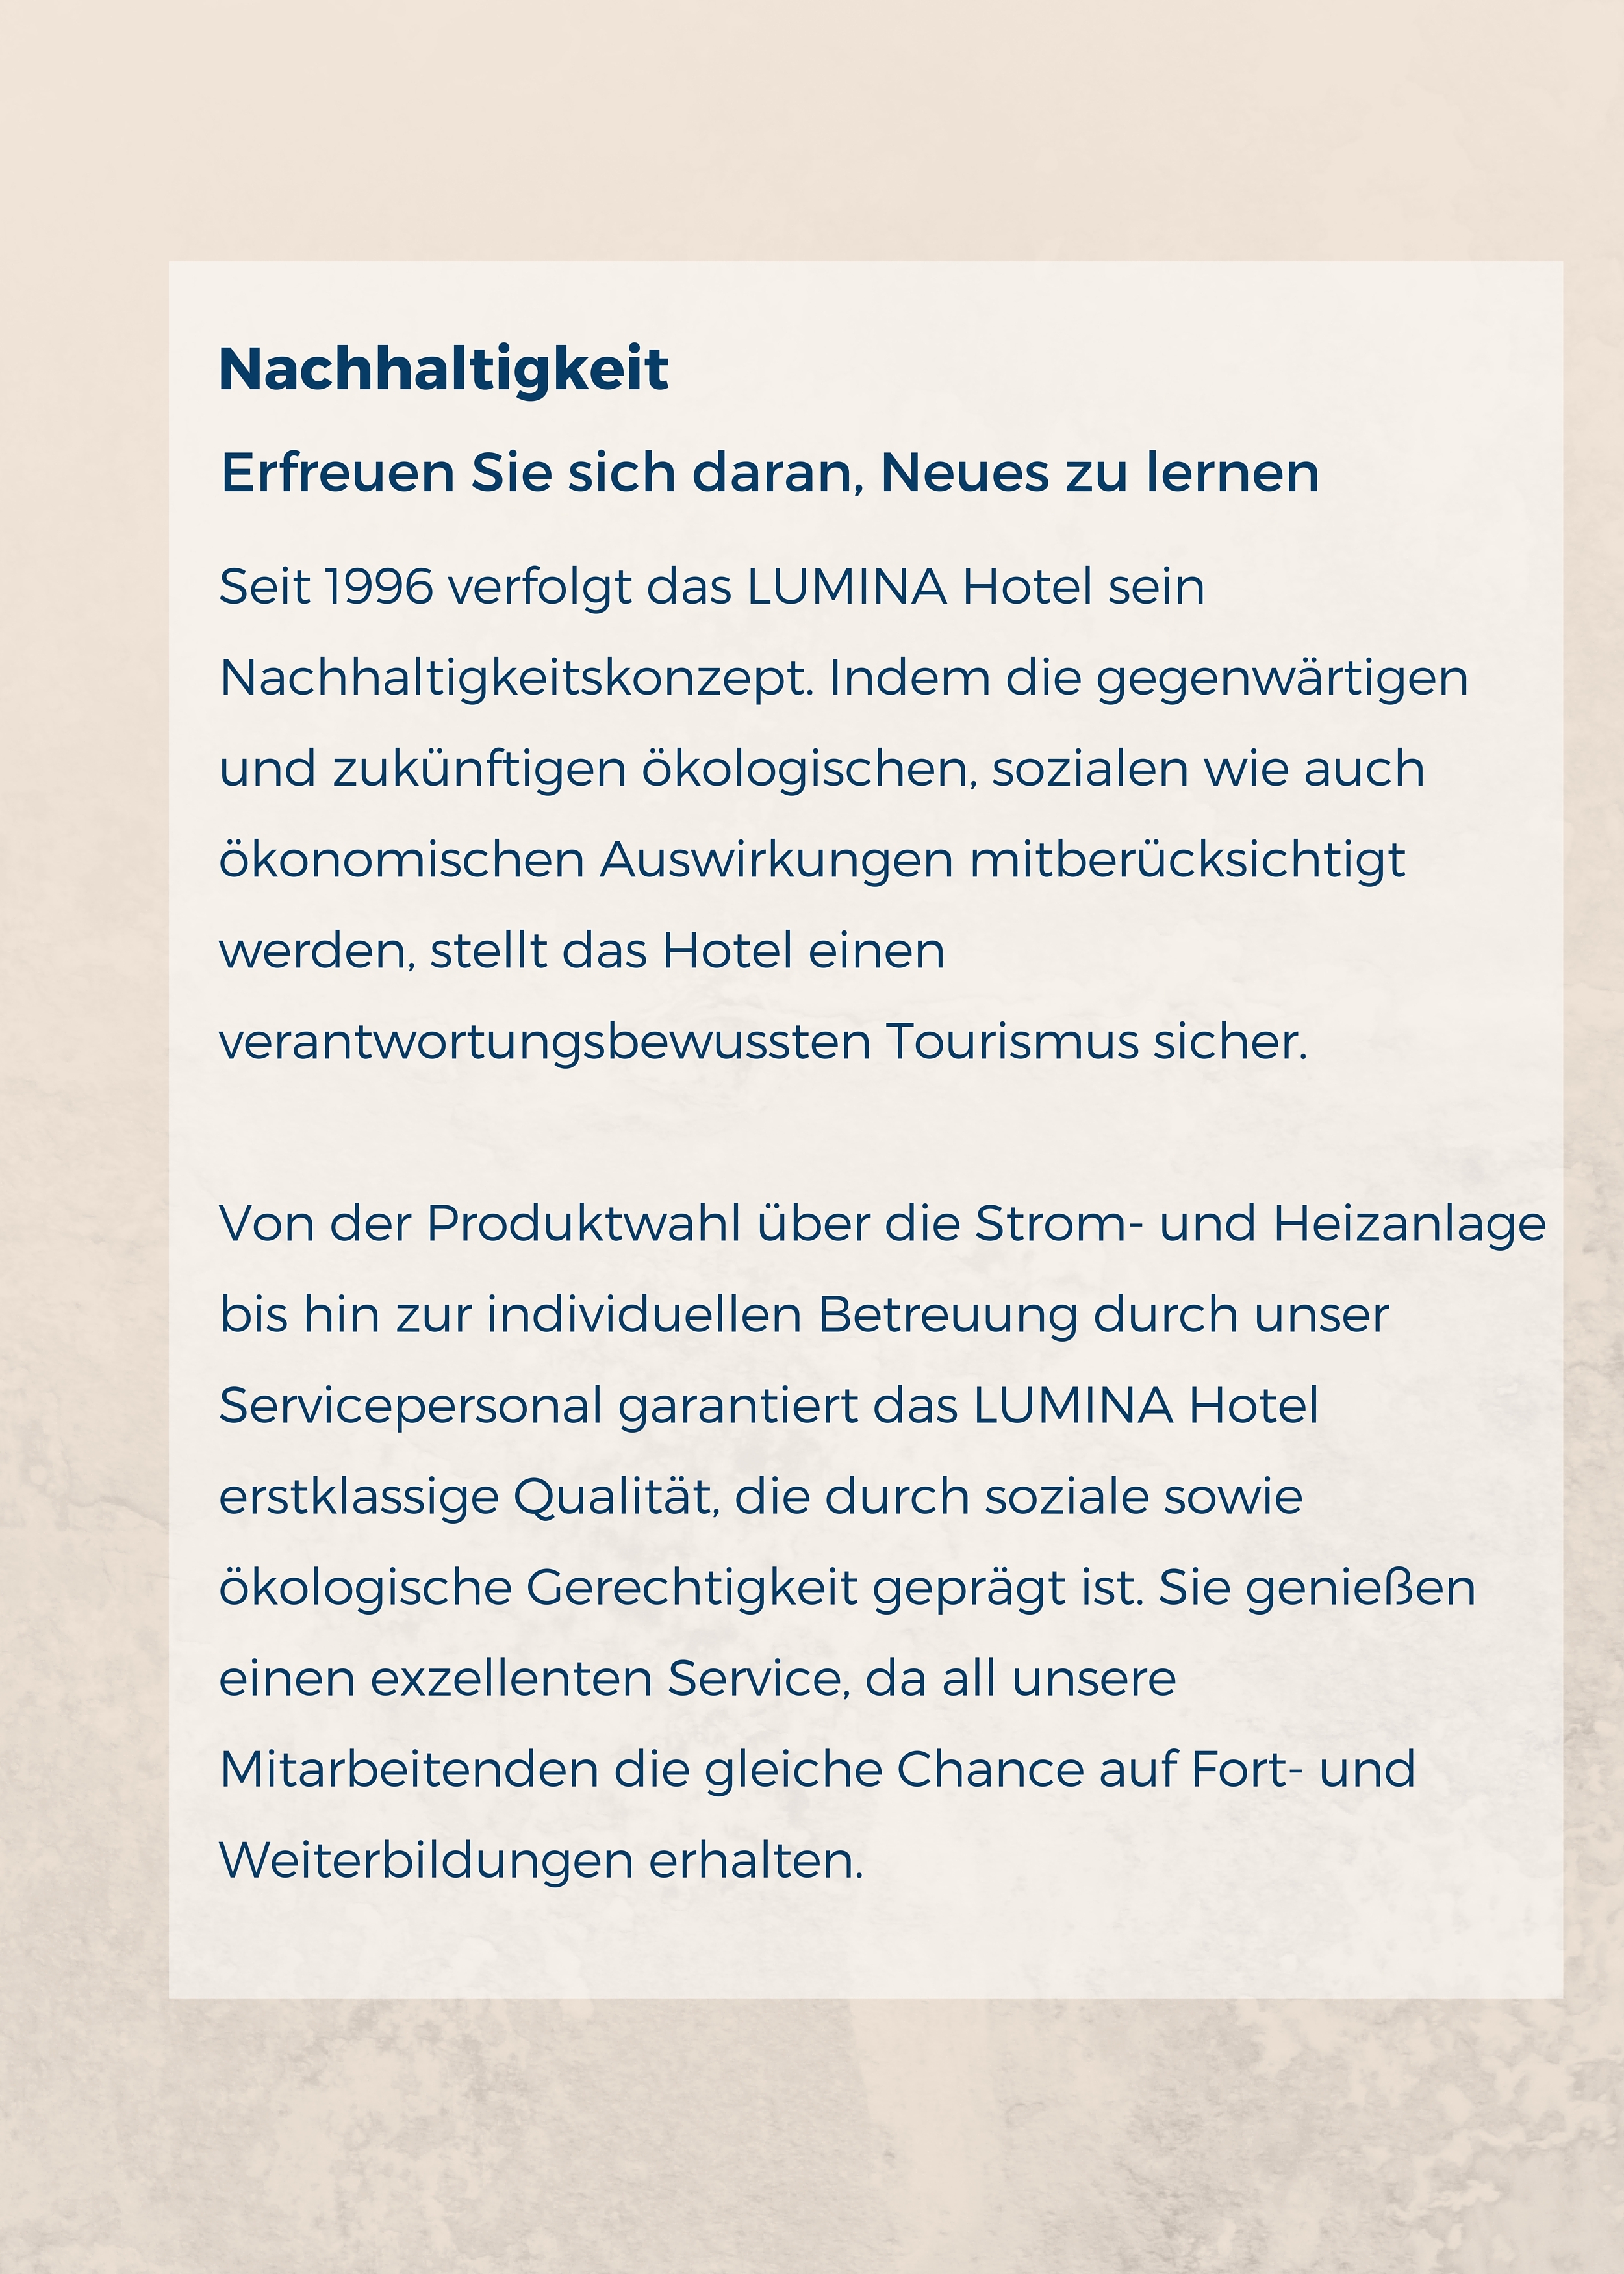 Nachhaltigkeit
Erfreuen Sie sich daran, Neues zu lernen
Seit 1996 verfolgt das LUMINA Hotel sein
Nachhaltigkeitskonzept. Indem die gegenwärtigen
und zukünftigen ökologischen, sozialen wie auch
ökonomischen Auswirkungen mitberücksichtigt
werden, stellt das Hotel einen
verantwortungsbewussten Tourismus sicher.
Von der Produktwahl über die Strom- und Heizanlage
bis hin zur individuellen Betreuung durch unser
Servicepersonal garantiert das LUMINA Hotel
erstklassige Qualität, die durch soziale sowie
ökologische Gerechtigkeit geprägt ist. Sie genießen
einen exzellenten Service, da all unsere
Mitarbeitenden die gleiche Chance auf Fort- und
Weiterbildungen erhalten.